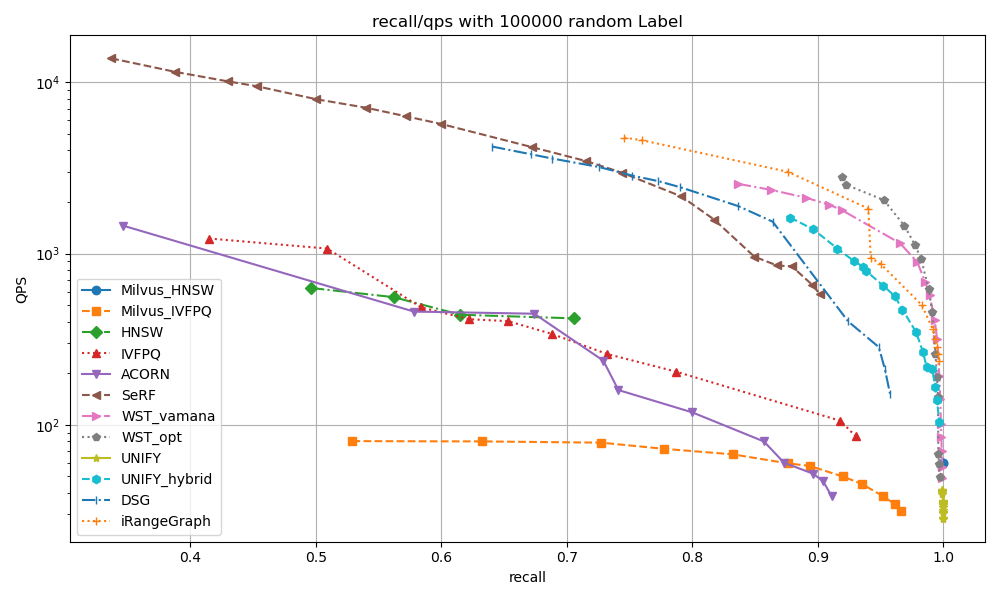 recall/qps with 100000 random Label
QPS
10⁴
10³
10²
Milvus_HNSW
Milvus_IVFPQ
HNSW
IVFPQ
ACORN
SeRF
WST_vamana
WST_opt
UNIFY
UNIFY_hybrid
DSG
iRangeGraph
0.4 0.5 0.6 0.7 0.8 0.9 1.0
recall